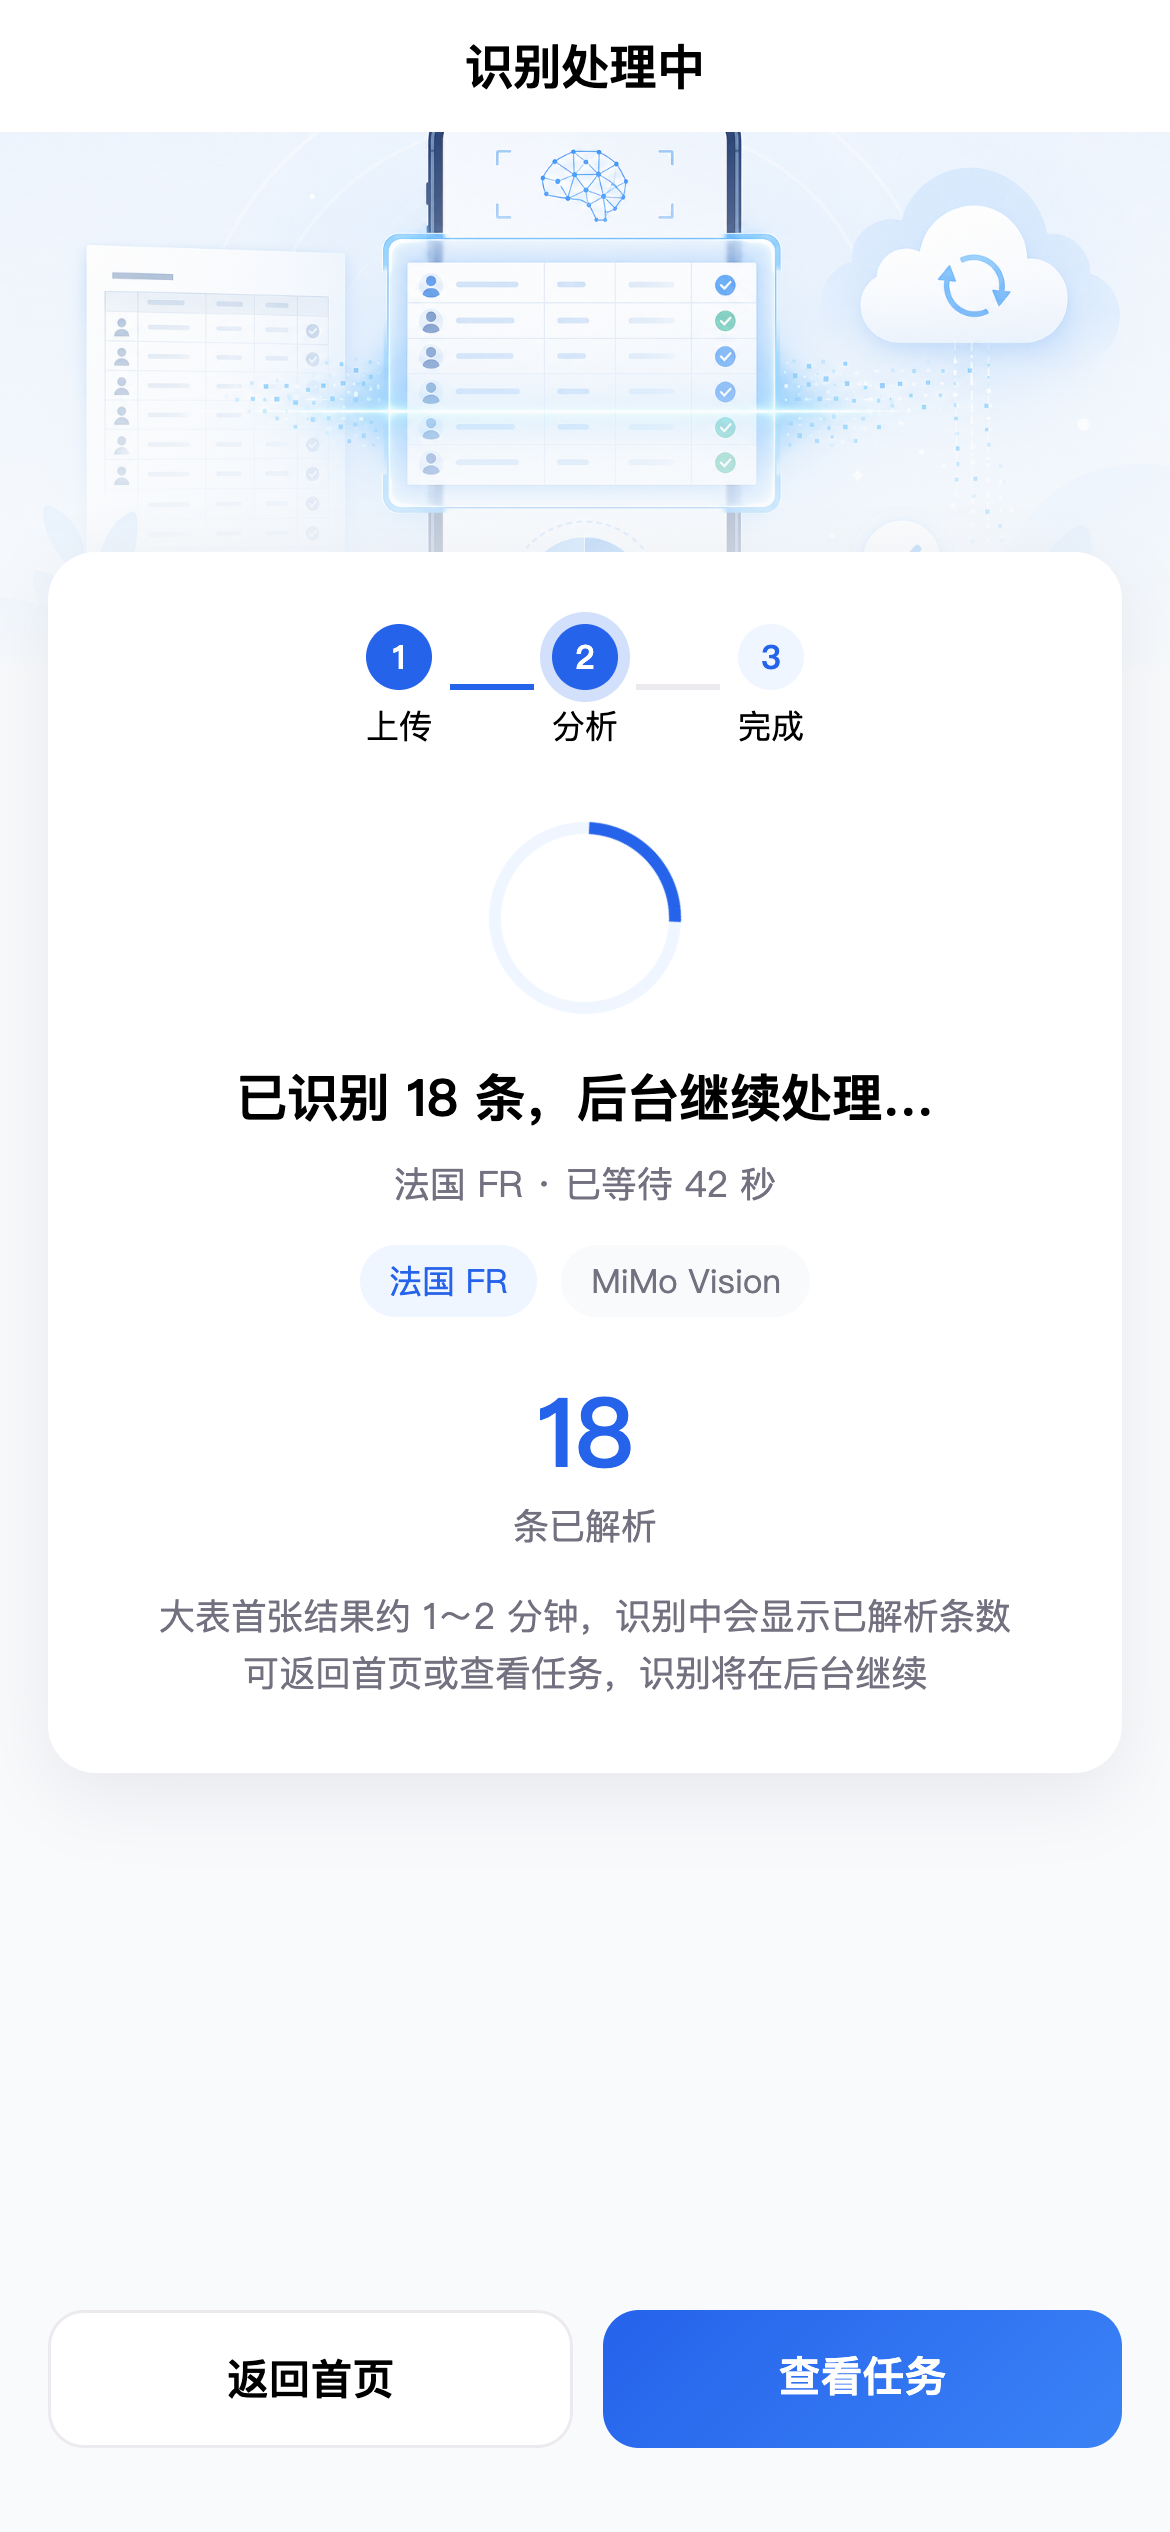 识别处理中
1
2
3
上传
分析
完成
已识别 18 条，后台继续处理...
法国 FR · 已等待 42 秒
法国 FR
MiMo Vision
18
条已解析
大表首张结果约 1～2 分钟，识别中会显示已解析条数
可返回首页或查看任务，识别将在后台继续
返回首页
查看任务